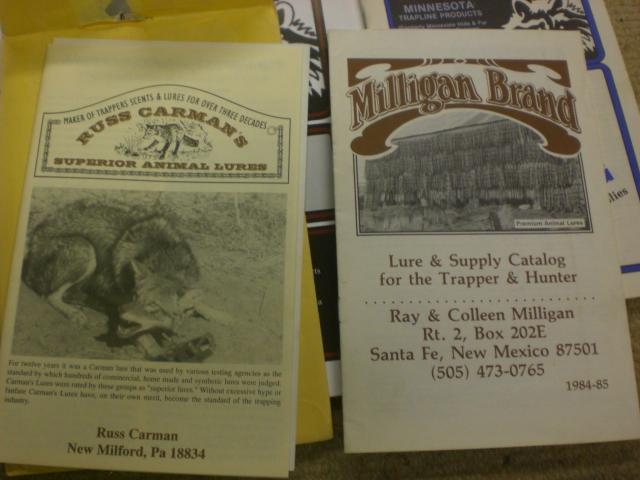 MAKER OF TRAPPERS SCENTS & LURES FOR OVER THREE DECADES
RUSS CARMAN'S
SUPERIOR ANIMAL LURES
For twelve years it was a Carman lure that was used by various testing agencies as the
standard by which hundreds of commercial, home made and synthetic lures were judged.
Carman's Lures were rated by these groups as "superior lures." Without excessive hype or
fanfare Carman's Lures have, on their own merit, become the standard of the trapping
industry.
Russ Carman
New Milford, Pa 18834
MINNESOTA
TRAPLINE PRODUCTS
Milligan Brand
Premium Animal Lures
Lure & Supply Catalog
for the Trapper & Hunter
Ray & Colleen Milligan
Rt. 2, Box 202E
Santa Fe, New Mexico 87501
(505) 473-0765
1984-85